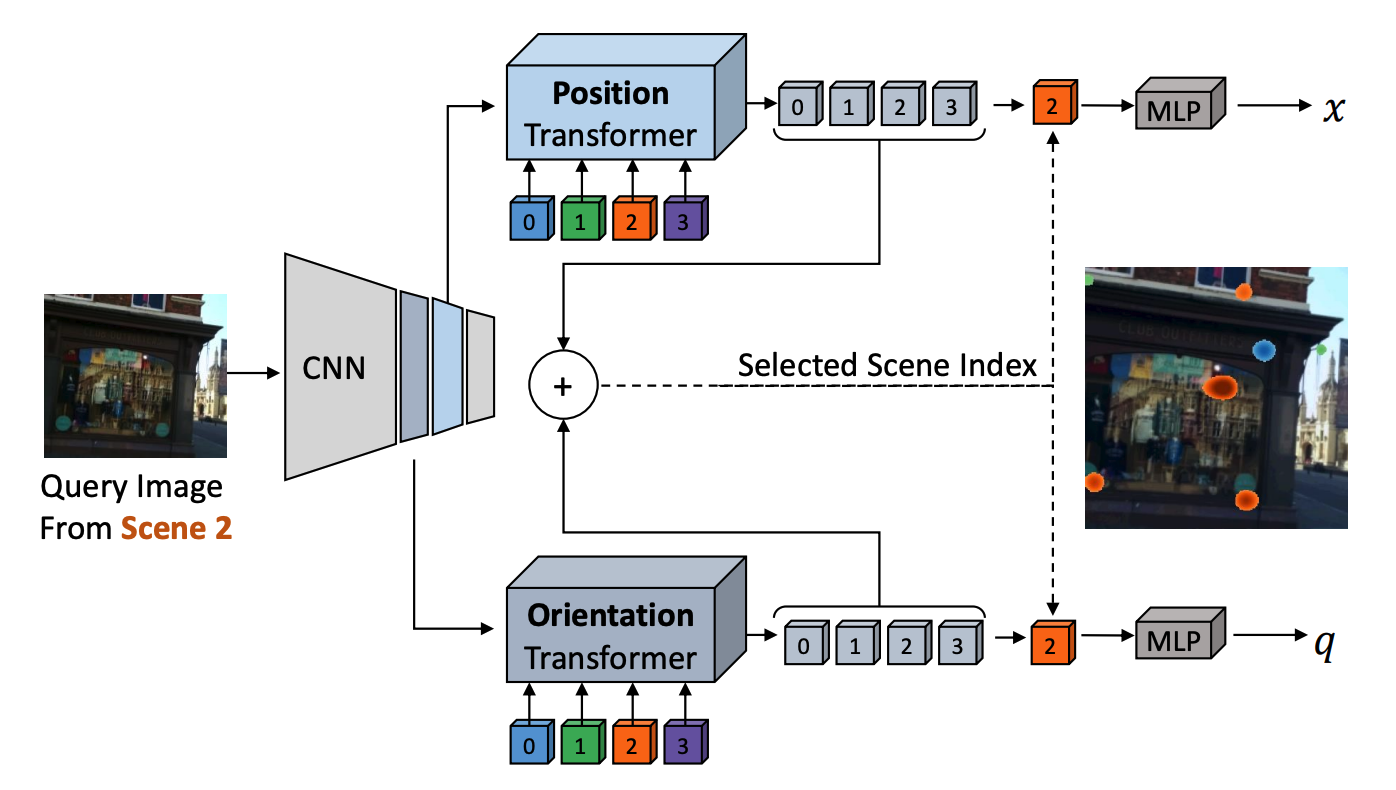 Position
Transformer
0 1 2 3
0 1 2 3
2
MLP
x
CNN
+
Selected Scene Index
Query Image
From Scene 2
Orientation
Transformer
0 1 2 3
0 1 2 3
2
MLP
q